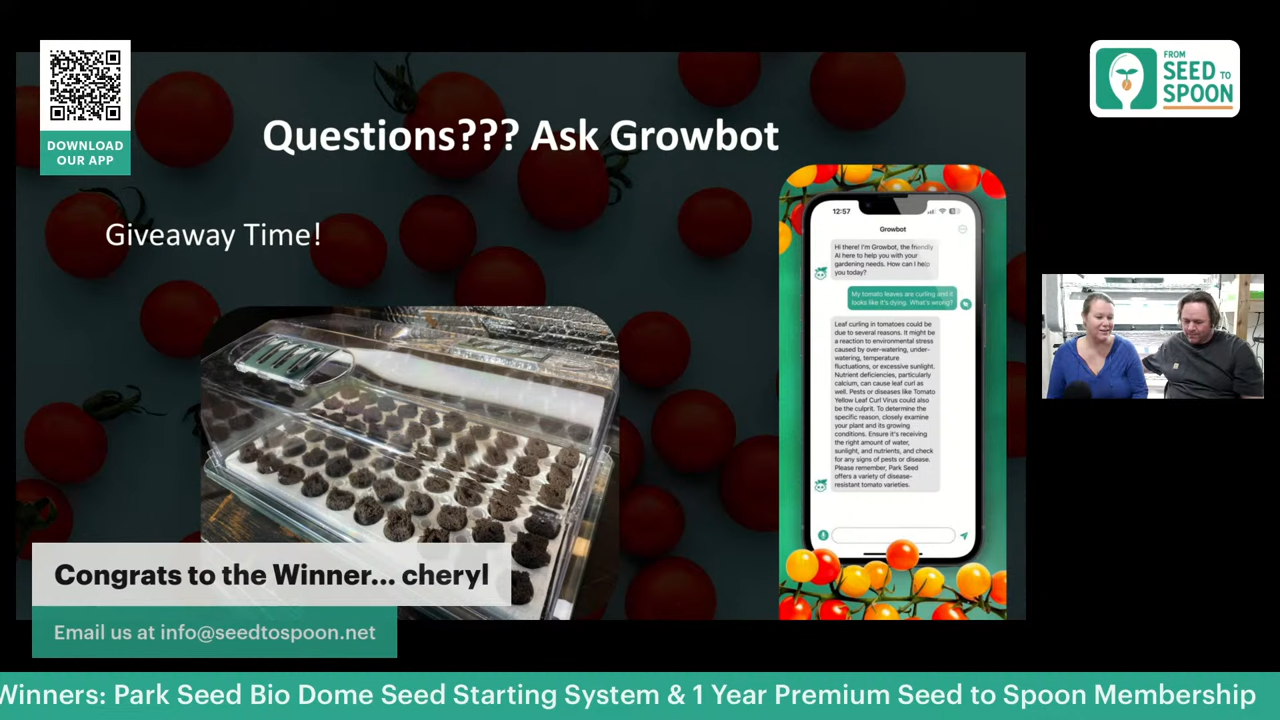 DOWNLOAD
OUR APP
Questions??? Ask Growbot
Giveaway Time!
FROM
SEED TO
SPOON
12:57
Growbot
Hi there! I'm Growbot, the friendly
AI here to help you with your
gardening needs. How can I help
you today?
My tomato leaves are curling and it
looks like it's dying. What's wrong?
Leaf curling in tomatoes could be
due to several reasons. It might be
a reaction to environmental stress
caused by over-watering, under-
watering, temperature
fluctuations, or excessive sunlight.
Nutrient deficiencies, particularly
calcium, can cause leaf curl as
well. Pests or diseases like Tomato
Yellow Leaf Curl Virus could also
be the culprit. To determine the
specific reason, closely examine
your plant and its growing
conditions. Ensure it's receiving
the right amount of water,
sunlight, and nutrients, and check
for any signs of pests or disease.
Please remember, Park Seed
offers a variety of disease-
resistant tomato varieties.
Congrats to the Winner... cheryl
Email us at info@seedtospoon.net
Winners: Park Seed Bio Dome Seed Starting System & 1 Year Premium Seed to Spoon Membership